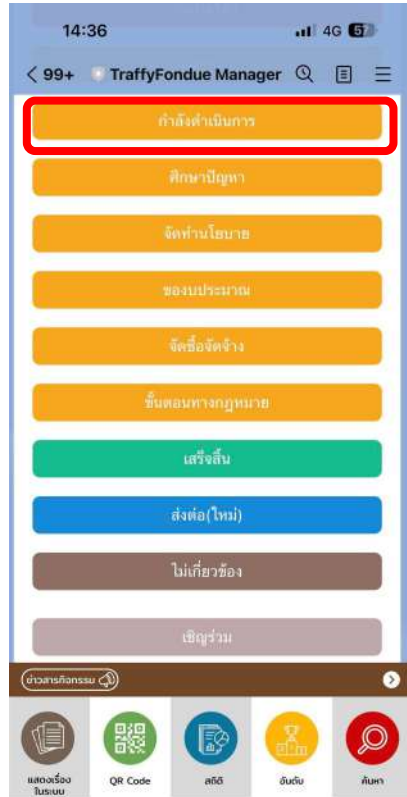 14:36
4G 57
99+ TraffyFondue Manager
กำลังดำเนินการ
ศึกษาปัญหา
จัดทำนโยบาย
ของบประมาณ
จัดซื้อจัดจ้าง
ขั้นตอนทางกฎหมาย
เสร็จสิ้น
ส่งต่อ(ใหม่)
ไม่เกี่ยวข้อง
เชิญร่วม
ข่าวสารกิจกรรม
แสดงเรื่องในระบบ
QR Code
สถิติ
อันดับ
ค้นหา